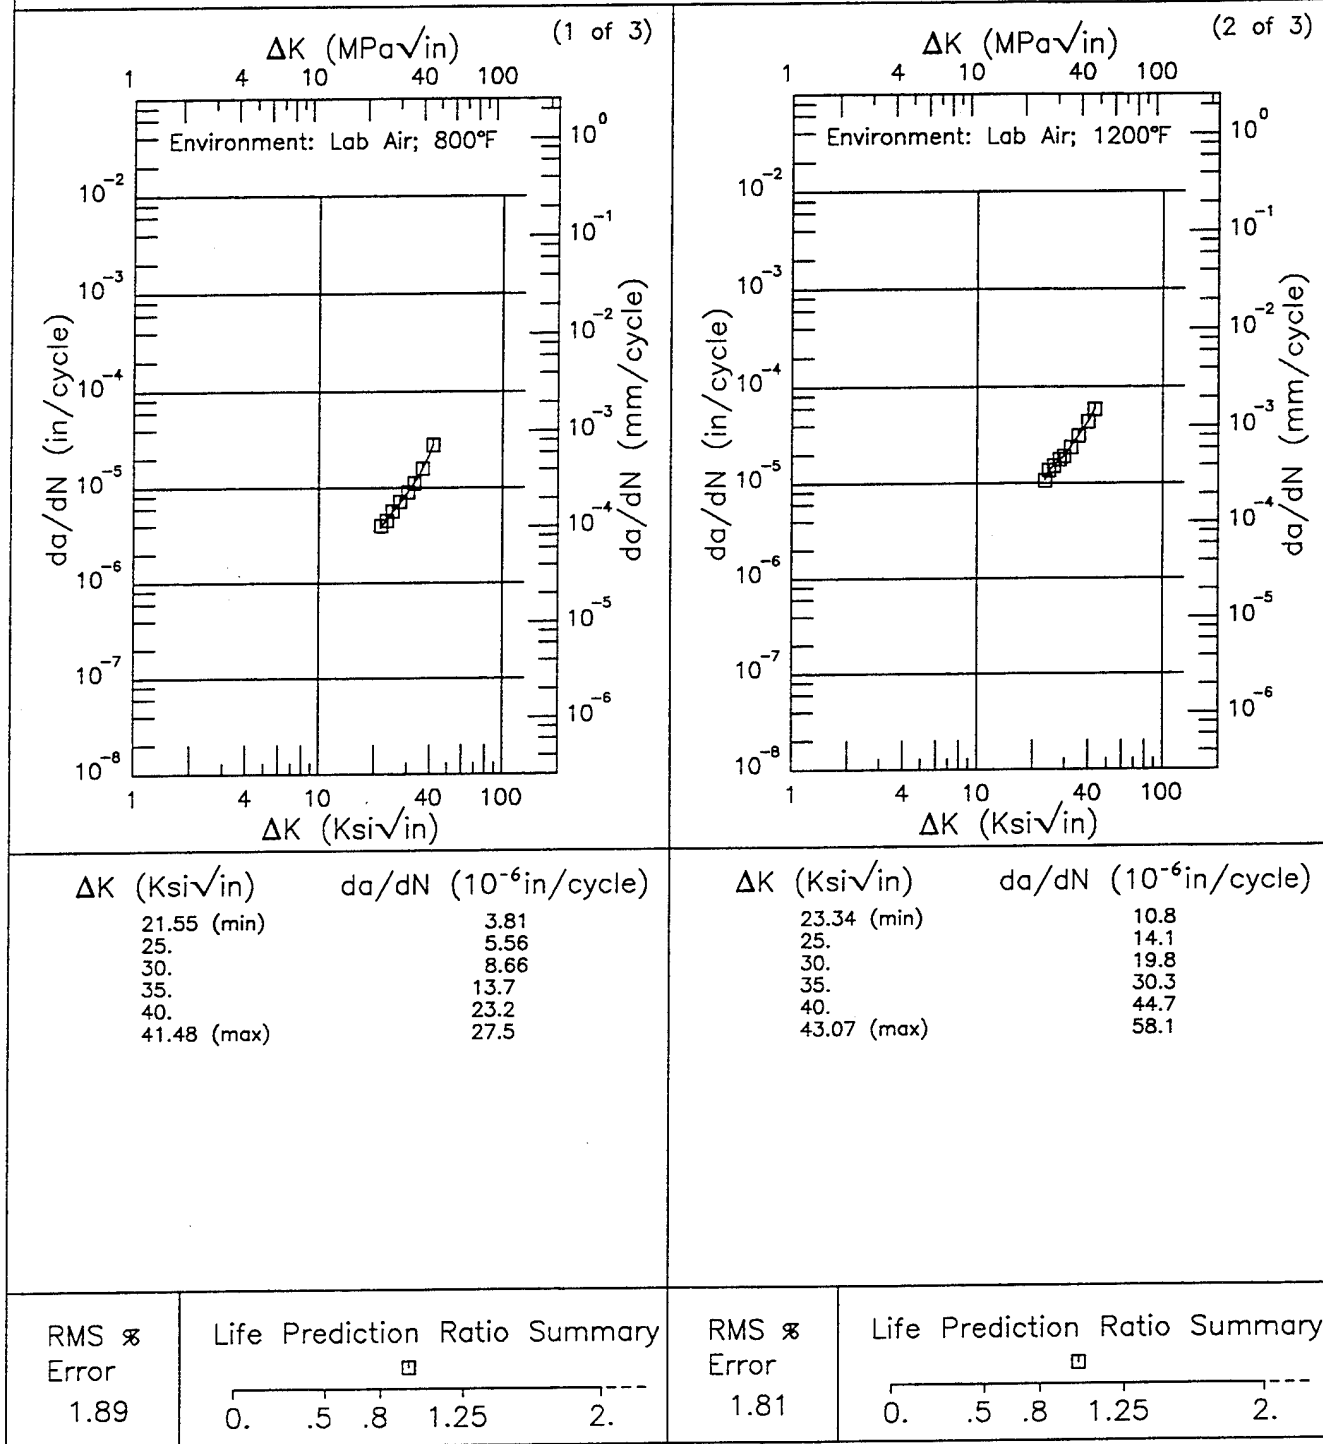 (1 of 3)
ΔK (MPa√in)
1 4 10 40 100
Environment: Lab Air; 800°F
10⁰
10⁻²
10⁻¹
10⁻³
10⁻²
10⁻⁴
10⁻³
10⁻⁵
10⁻⁴
10⁻⁶
10⁻⁵
10⁻⁷
10⁻⁶
10⁻⁸
da/dN (in/cycle)
da/dN (mm/cycle)
1 4 10 40 100
ΔK (Ksi√in)
ΔK (Ksi√in) da/dN (10⁻⁶in/cycle)
21.55 (min) 3.81
25. 5.56
30. 8.66
35. 13.7
40. 23.2
41.48 (max) 27.5
RMS % Error
1.89
Life Prediction Ratio Summary
0. .5 .8 1.25 2.
(2 of 3)
ΔK (MPa√in)
1 4 10 40 100
Environment: Lab Air; 1200°F
10⁰
10⁻²
10⁻¹
10⁻³
10⁻²
10⁻⁴
10⁻³
10⁻⁵
10⁻⁴
10⁻⁶
10⁻⁵
10⁻⁷
10⁻⁶
10⁻⁸
da/dN (in/cycle)
da/dN (mm/cycle)
1 4 10 40 100
ΔK (Ksi√in)
ΔK (Ksi√in) da/dN (10⁻⁶in/cycle)
23.34 (min) 10.8
25. 14.1
30. 19.8
35. 30.3
40. 44.7
43.07 (max) 58.1
RMS % Error
1.81
Life Prediction Ratio Summary
0. .5 .8 1.25 2.